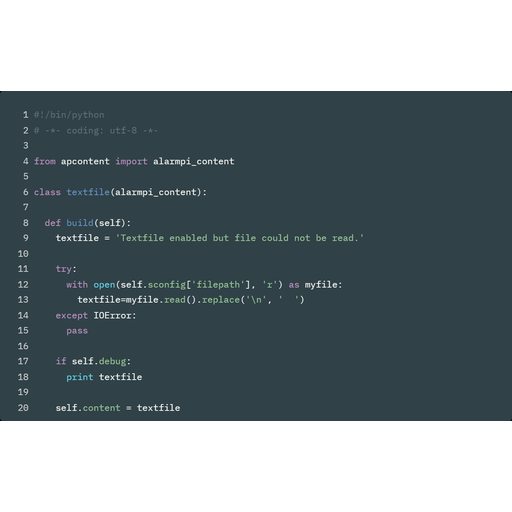 1 #!/bin/python
2 # -*- coding: utf-8 -*-
3
4 from apcontent import alarmpi_content
5
6 class textfile(alarmpi_content):
7
8   def build(self):
9     textfile = 'Textfile enabled but file could not be read.'
10
11     try:
12       with open(self.sconfig['filepath'], 'r') as myfile:
13         textfile=myfile.read().replace('\n', '  ')
14     except IOError:
15       pass
16
17     if self.debug:
18       print textfile
19
20     self.content = textfile